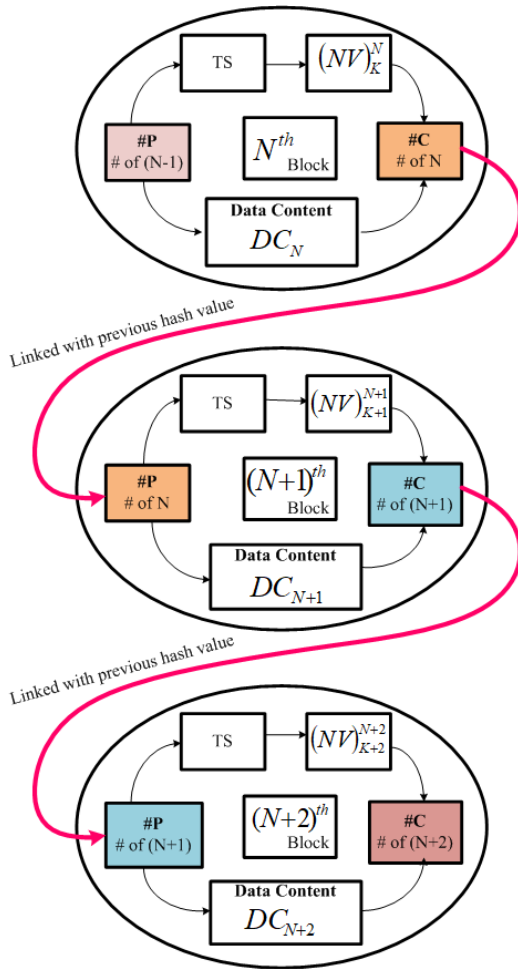 TS
(NV)_K^N
#P
# of (N-1)
N^th
Block
#C
# of N
Data Content
DC_N
Linked with previous hash value
TS
(NV)_{K+1}^{N+1}
#P
# of N
(N+1)^th
Block
#C
# of (N+1)
Data Content
DC_{N+1}
Linked with previous hash value
TS
(NV)_{K+2}^{N+2}
#P
# of (N+1)
(N+2)^th
Block
#C
# of (N+2)
Data Content
DC_{N+2}